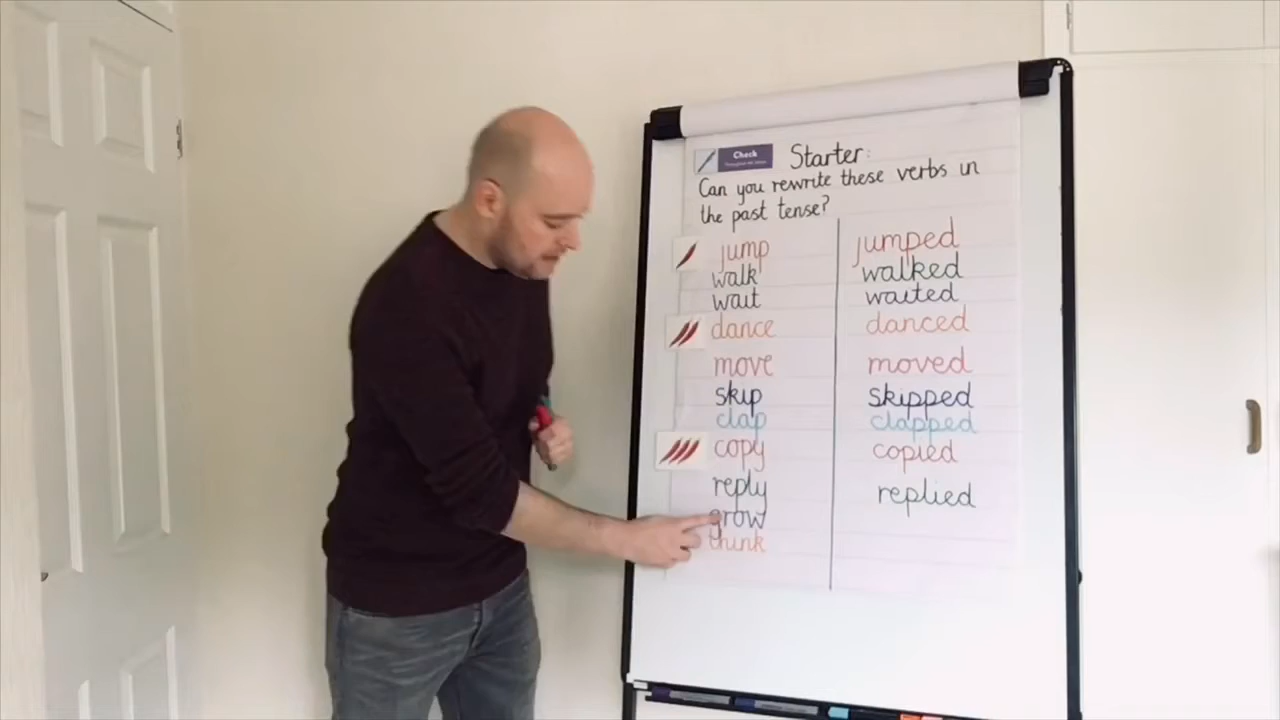 Check
Starter:
Can you rewrite these verbs in
the past tense?
jump jumped
walk walked
wait waited
dance danced
move moved
skip skipped
clap clapped
copy copied
reply replied
grow
think